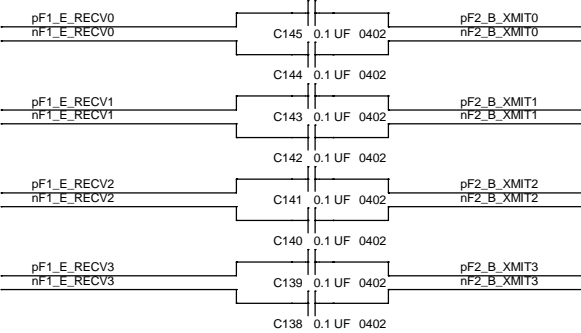 pF1_E_RECV0 pF2_B_XMIT0
nF1_E_RECV0 C145 0.1 UF 0402 nF2_B_XMIT0
C144 0.1 UF 0402
pF1_E_RECV1 pF2_B_XMIT1
nF1_E_RECV1 C143 0.1 UF 0402 nF2_B_XMIT1
C142 0.1 UF 0402
pF1_E_RECV2 pF2_B_XMIT2
nF1_E_RECV2 C141 0.1 UF 0402 nF2_B_XMIT2
C140 0.1 UF 0402
pF1_E_RECV3 pF2_B_XMIT3
nF1_E_RECV3 C139 0.1 UF 0402 nF2_B_XMIT3
C138 0.1 UF 0402